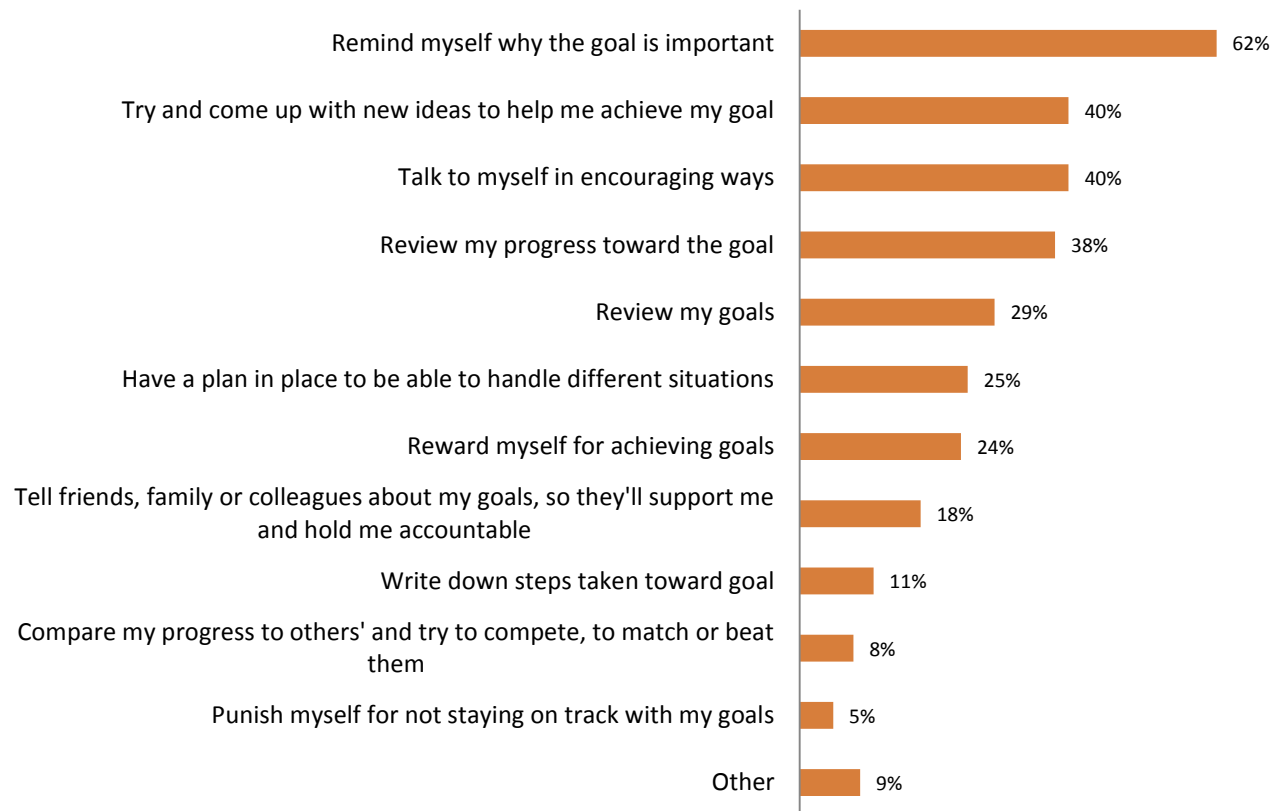 Remind myself why the goal is important 62%
Try and come up with new ideas to help me achieve my goal 40%
Talk to myself in encouraging ways 40%
Review my progress toward the goal 38%
Review my goals 29%
Have a plan in place to be able to handle different situations 25%
Reward myself for achieving goals 24%
Tell friends, family or colleagues about my goals, so they'll support me
and hold me accountable 18%
Write down steps taken toward goal 11%
Compare my progress to others' and try to compete, to match or beat
them 8%
Punish myself for not staying on track with my goals 5%
Other 9%